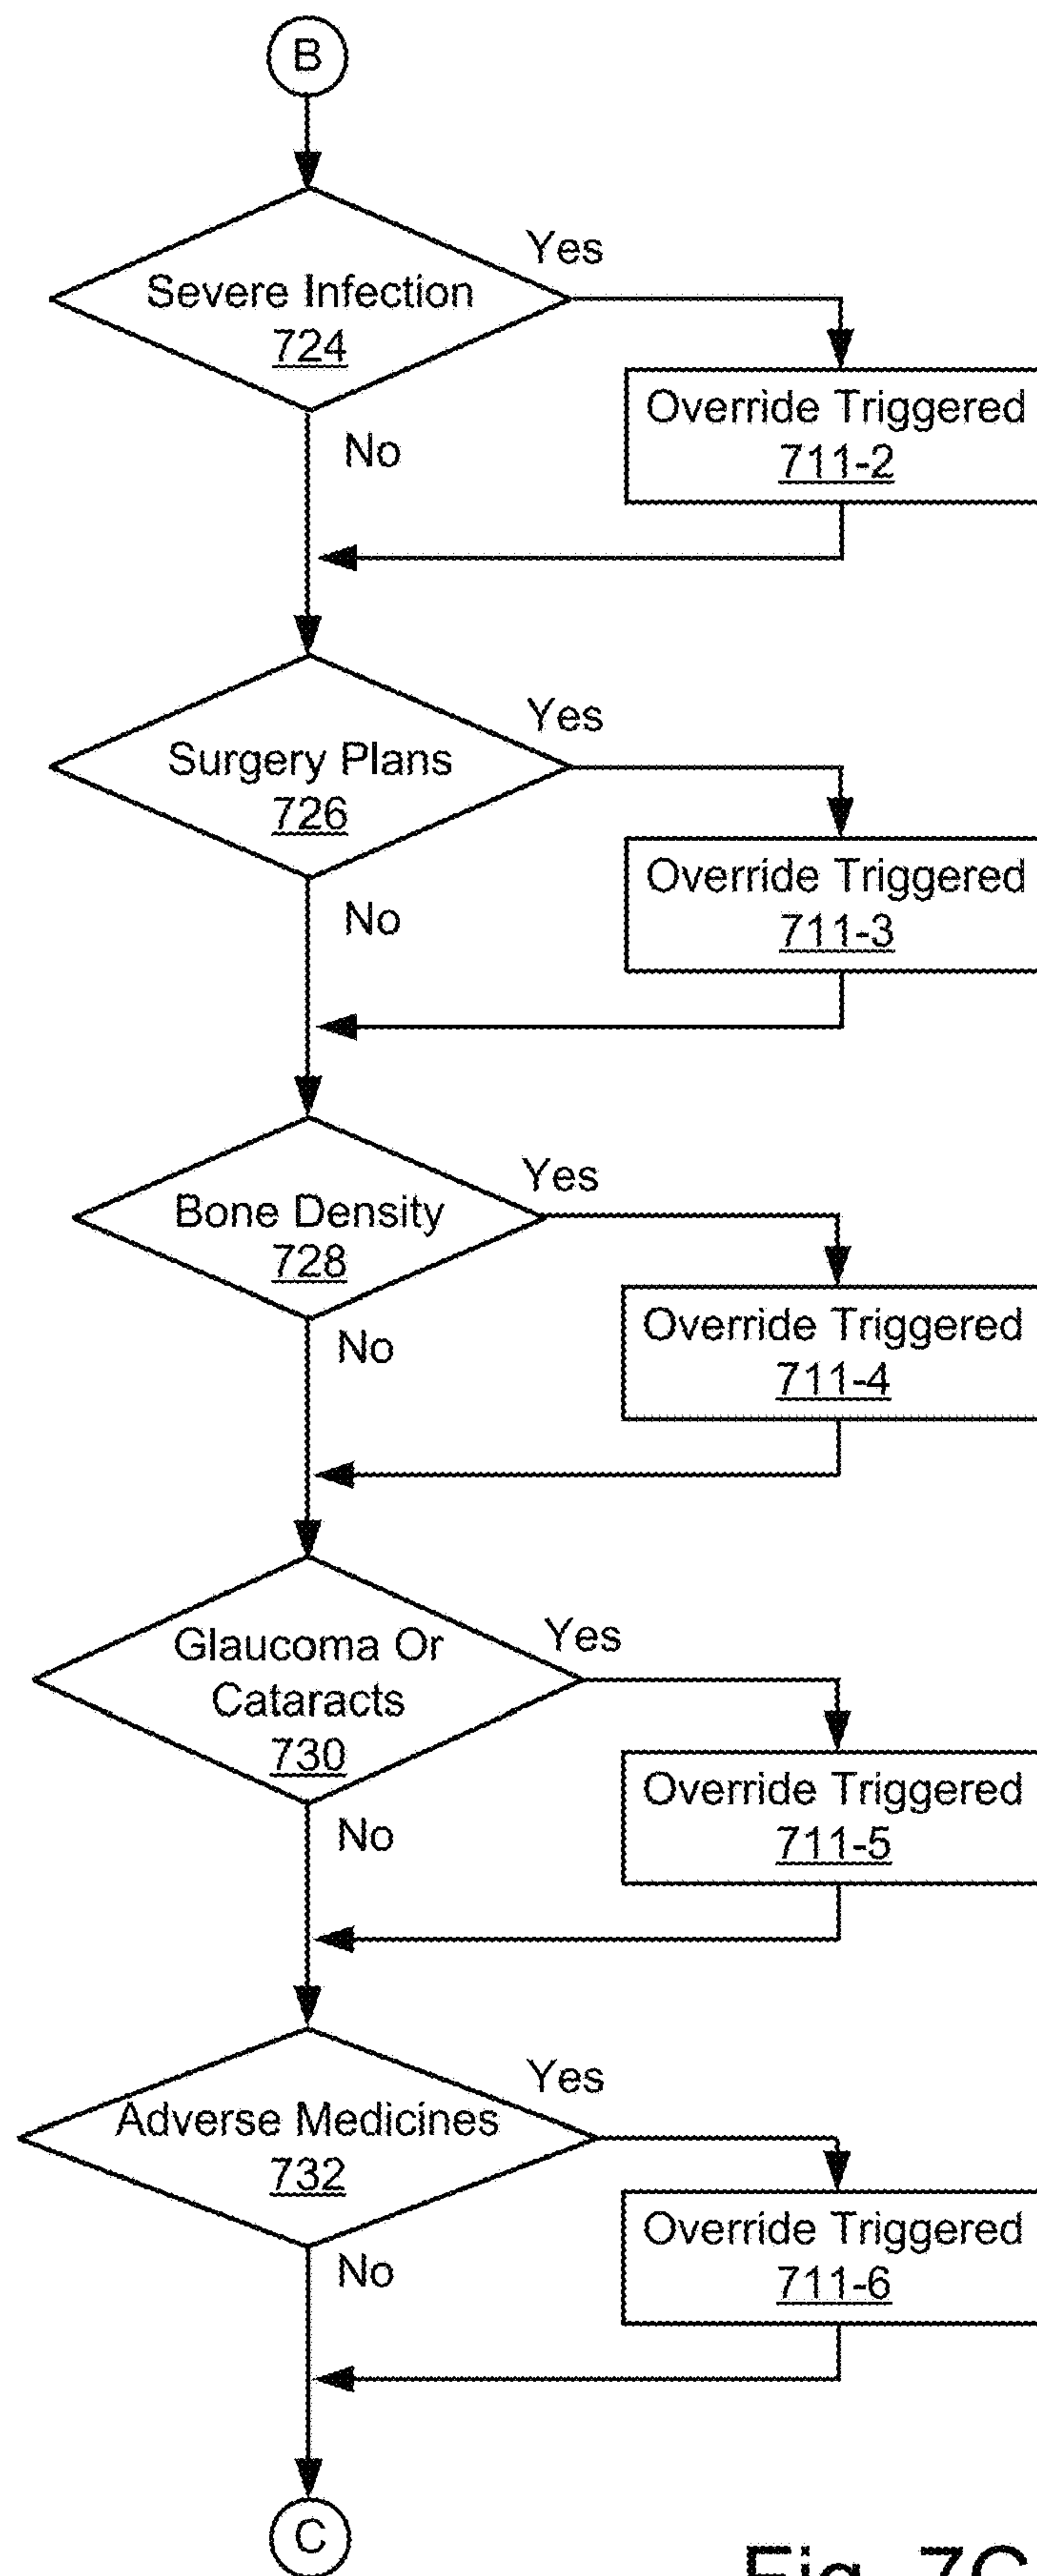 B
Severe Infection
724
Yes
No
Override Triggered
711-2
Surgery Plans
726
Yes
No
Override Triggered
711-3
Bone Density
728
Yes
No
Override Triggered
711-4
Glaucoma Or
Cataracts
730
Yes
No
Override Triggered
711-5
Adverse Medicines
732
Yes
No
Override Triggered
711-6
C
Fig. 7C